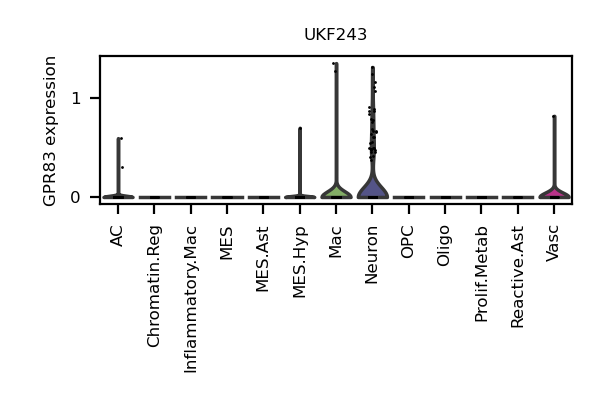 UKF243
GPR83 expression
1
0
AC
Chromatin.Reg
Inflammatory.Mac
MES
MES.Ast
MES.Hyp
Mac
Neuron
OPC
Oligo
Prolif.Metab
Reactive.Ast
Vasc